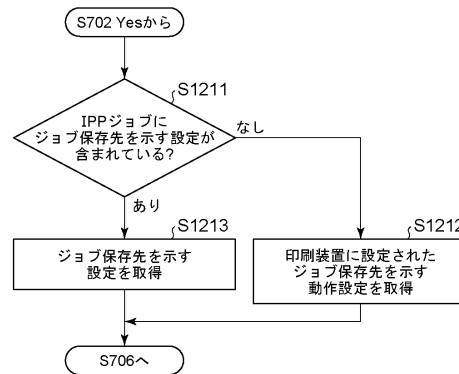 S702 Yesから
S1211
IPPジョブに
ジョブ保存先を示す設定が
含まれている?
なし
あり
S1213
ジョブ保存先を示す
設定を取得
S1212
印刷装置に設定された
ジョブ保存先を示す
動作設定を取得
S706へ